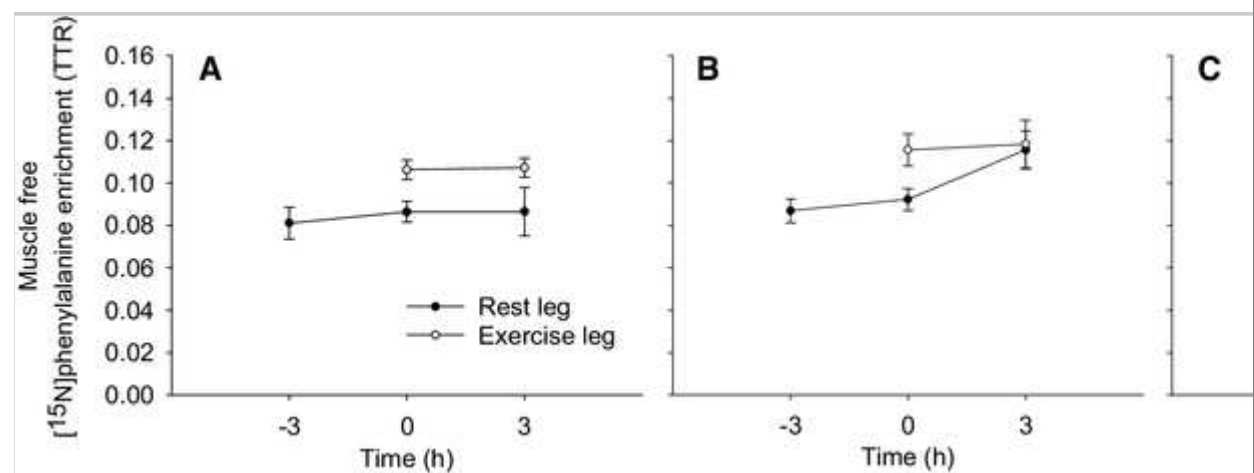 Muscle free
[15N]phenylalanine enrichment (TTR)
0.16
0.14
0.12
0.10
0.08
0.06
0.04
0.02
0.00
A
Rest leg
Exercise leg
-3 0 3
Time (h)
B
-3 0 3
Time (h)
C